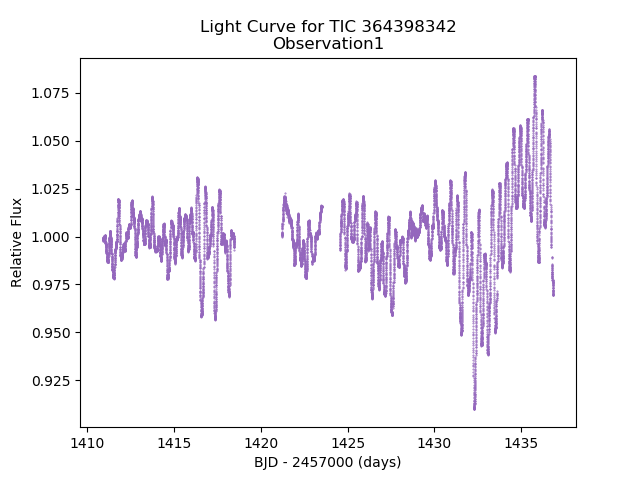 Light Curve for TIC 364398342
Observation1
1.075
1.050
1.025
1.000
0.975
0.950
0.925
Relative Flux
1410 1415 1420 1425 1430 1435
BJD - 2457000 (days)